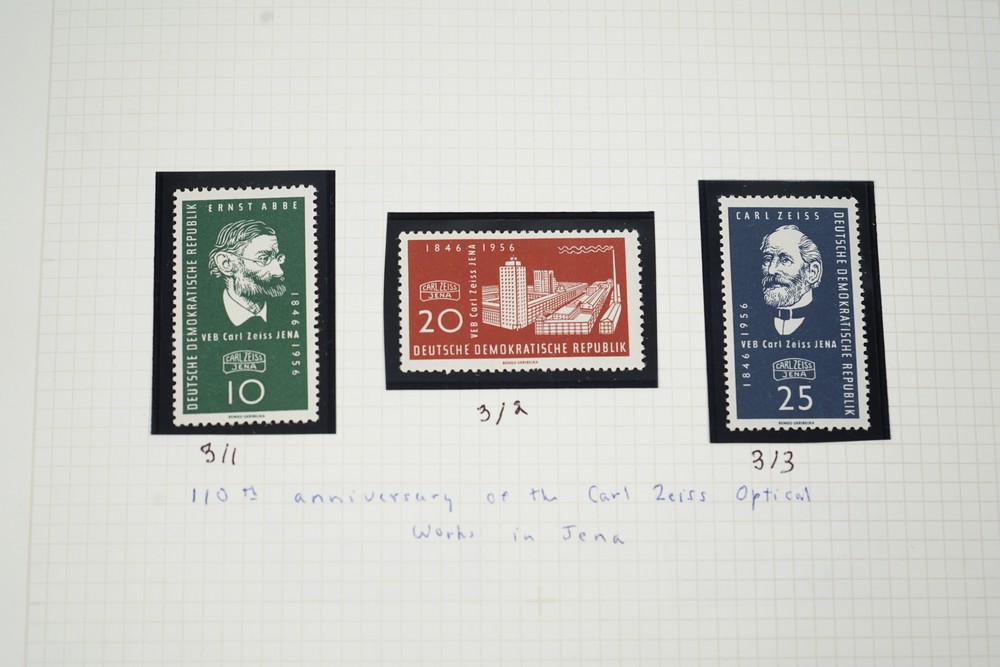 ERNST ABBE
DEUTSCHE DEMOKRATISCHE REPUBLIK
1846 1956
VEB Carl Zeiss JENA
CARL ZEISS
JENA
10
3/1
1846 1956
VEB Carl Zeiss JENA
CARL ZEISS
JENA
20
DEUTSCHE DEMOKRATISCHE REPUBLIK
3/2
CARL ZEISS
DEUTSCHE DEMOKRATISCHE REPUBLIK
1846 1956
VEB Carl Zeiss JENA
CARL ZEISS
JENA
25
3/3
110th anniversary of the Carl Zeiss Optical
Works in Jena